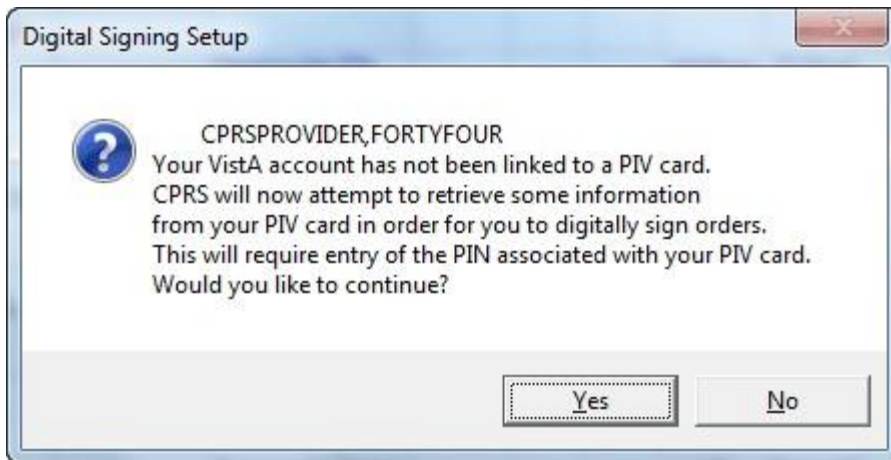 Digital Signing Setup
CPRSPROVIDER,FORTYFOUR
Your VistA account has not been linked to a PIV card.
CPRS will now attempt to retrieve some information
from your PIV card in order for you to digitally sign orders.
This will require entry of the PIN associated with your PIV card.
Would you like to continue?
Yes
No